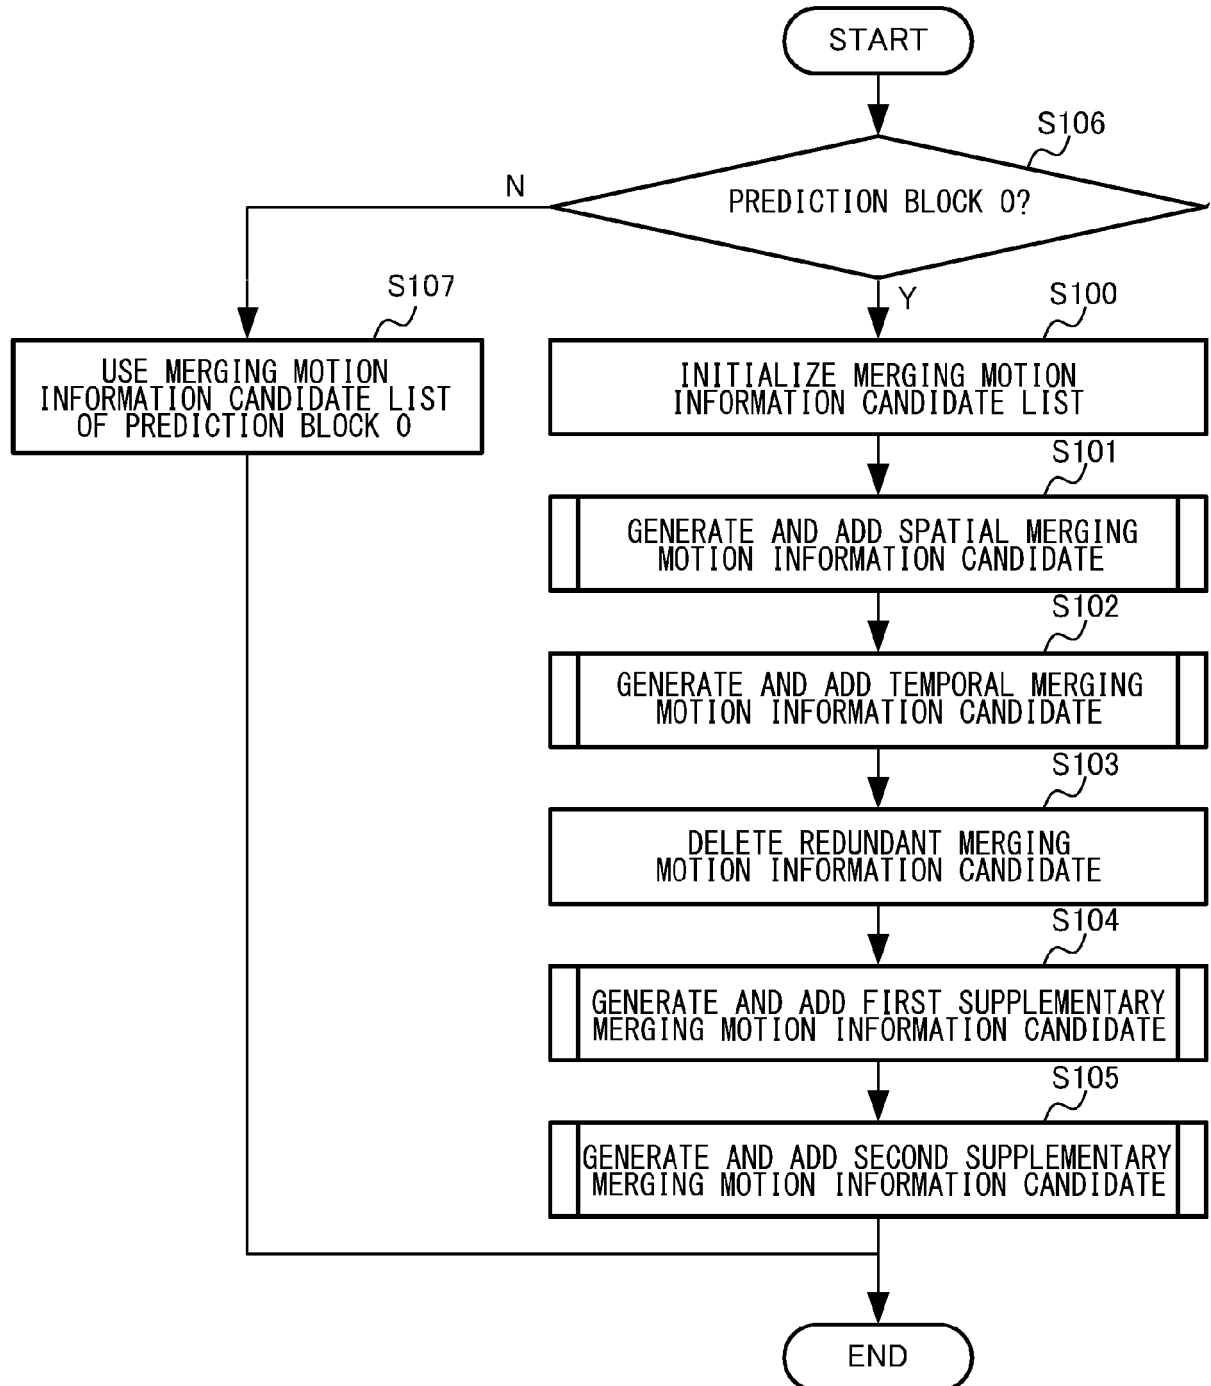 START
S106
PREDICTION BLOCK 0?
N
Y
S107
USE MERGING MOTION
INFORMATION CANDIDATE LIST
OF PREDICTION BLOCK 0
S100
INITIALIZE MERGING MOTION
INFORMATION CANDIDATE LIST
S101
GENERATE AND ADD SPATIAL MERGING
MOTION INFORMATION CANDIDATE
S102
GENERATE AND ADD TEMPORAL MERGING
MOTION INFORMATION CANDIDATE
S103
DELETE REDUNDANT MERGING
MOTION INFORMATION CANDIDATE
S104
GENERATE AND ADD FIRST SUPPLEMENTARY
MERGING MOTION INFORMATION CANDIDATE
S105
GENERATE AND ADD SECOND SUPPLEMENTARY
MERGING MOTION INFORMATION CANDIDATE
END